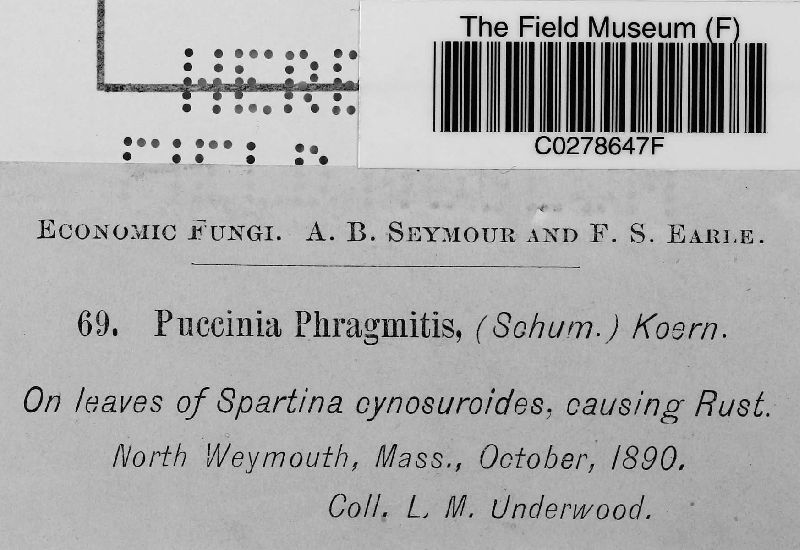 The Field Museum (F)
C0278647F
ECONOMIC FUNGI. A. B. SEYMOUR AND F. S. EARLE.
69. Puccinia Phragmitis, (Schum.) Koern.
On leaves of Spartina cynosuroides, causing Rust.
North Weymouth, Mass., October, 1890.
Coll. L. M. Underwood.